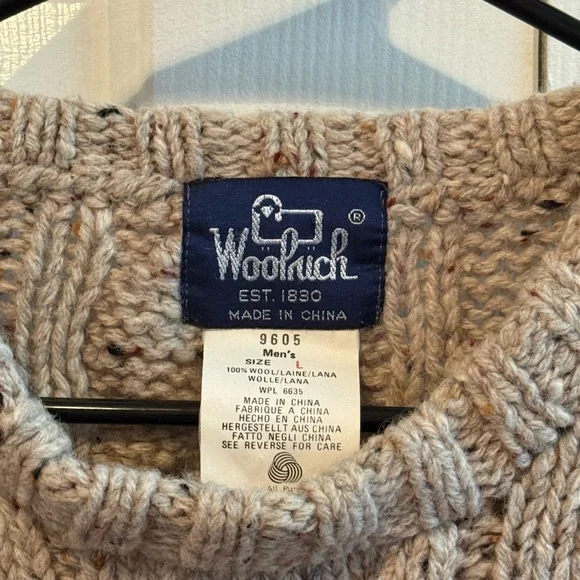 ®
Woolrich
EST. 1830
MADE IN CHINA
9605
Men's
SIZE L
100% WOOL/LAINE/LANA
WOLLE/LANA
WPL 6635
MADE IN CHINA
FABRIQUE A CHINA
HECHO EN CHINA
HERGESTELLT AUS CHINA
FATTO NEGLI CHINA
SEE REVERSE FOR CARE